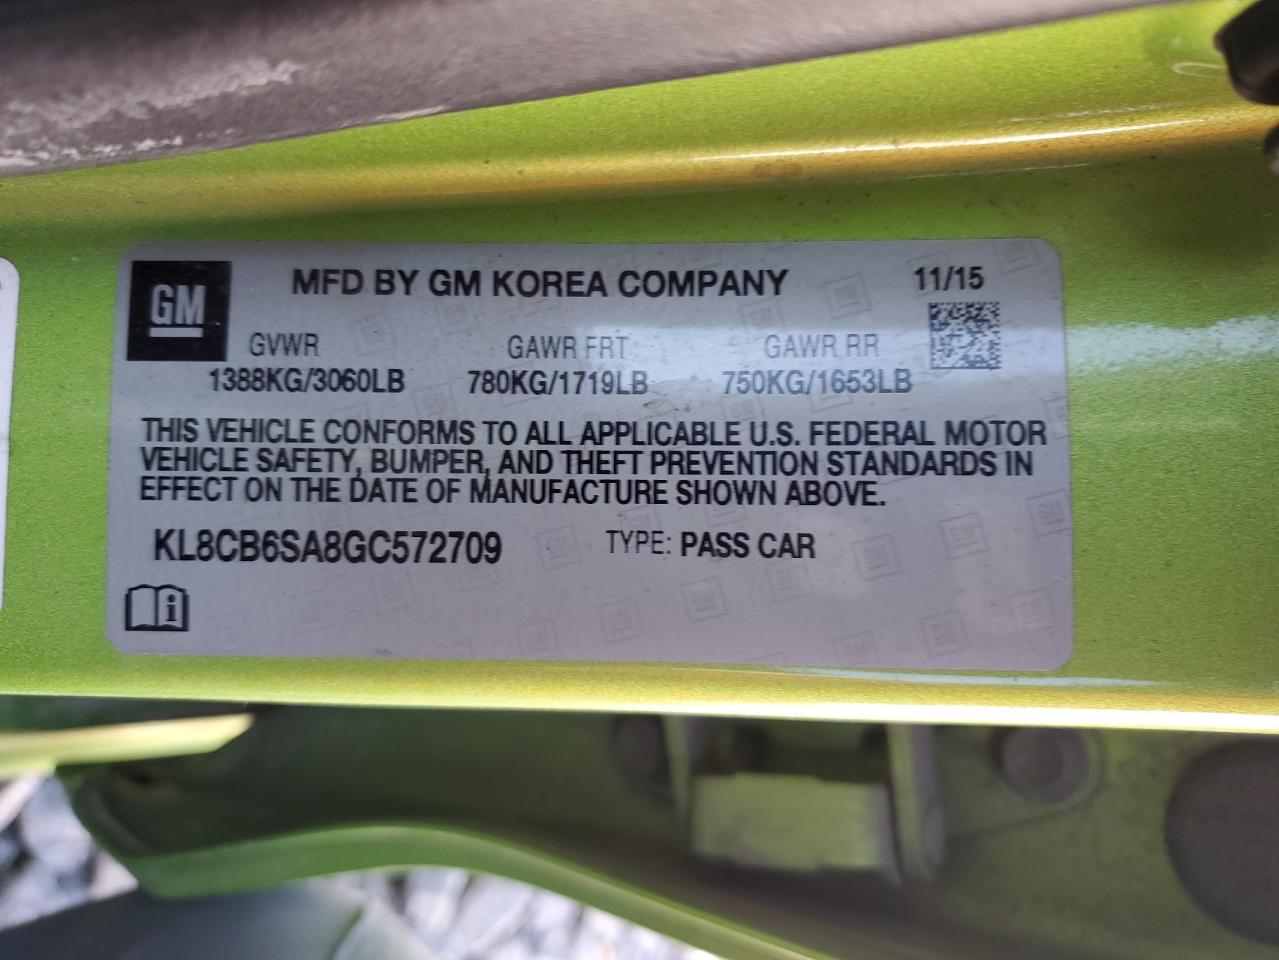 MFD BY GM KOREA COMPANY 11/15
GM
GVWR GAWR FRT GAWR RR
1388KG/3060LB 780KG/1719LB 750KG/1653LB
THIS VEHICLE CONFORMS TO ALL APPLICABLE U.S. FEDERAL MOTOR
VEHICLE SAFETY, BUMPER, AND THEFT PREVENTION STANDARDS IN
EFFECT ON THE DATE OF MANUFACTURE SHOWN ABOVE.
KL8CB6SA8GC572709 TYPE: PASS CAR